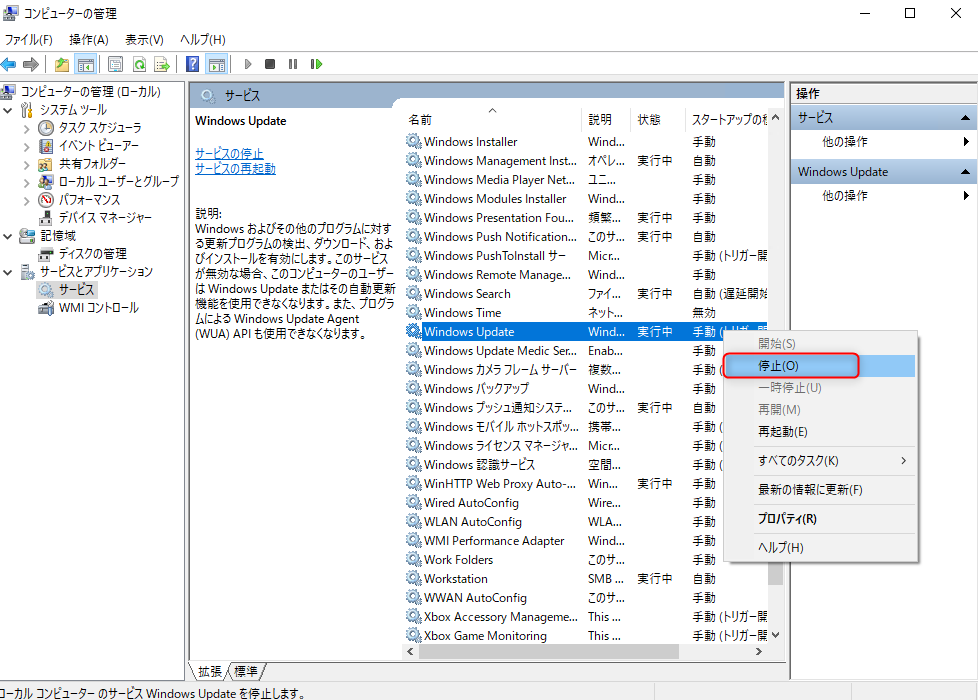 コンピューターの管理
ファイル(F) 操作(A) 表示(V) ヘルプ(H)
コンピューターの管理 (ローカル)
システム ツール
タスク スケジューラ
イベント ビューアー
共有フォルダー
ローカル ユーザーとグループ
パフォーマンス
デバイス マネージャー
記憶域
ディスクの管理
サービスとアプリケーション
サービス
WMI コントロール
サービス
Windows Update
サービスの停止
サービスの再起動
説明:
Windows およびその他のプログラムに対す
る更新プログラムの検出、ダウンロード、およ
びインストールを有効にします。このサービス
が無効な場合、このコンピューターのユーザー
は Windows Update またはその自動更新
機能を使用できなくなります。また、プログラ
ムによる Windows Update Agent
(WUA) API も使用できなくなります。
名前 説明 状態 スタートアップの種
Windows Installer Wind... 手動
Windows Management Inst... オペレ... 実行中 自動
Windows Media Player Net... ユニ... 手動
Windows Modules Installer Wind... 手動
Windows Presentation Fou... 頻繁... 実行中 手動
Windows Push Notification... このサ... 実行中 自動
Windows PushToInstall サー Micr... 手動 (トリガー開
Windows Remote Manage... Wind... 手動
Windows Search ファイ... 実行中 自動 (遅延開始
Windows Time ネット... 無効
Windows Update Wind... 実行中 手動 (トリガー開
Windows Update Medic Ser... Enab... 手動
Windows カメラ フレーム サーバー 複数... 手動 (
Windows バックアップ Wind... 手動
Windows プッシュ通知システ... このサ... 実行中 自動
Windows モバイル ホットスポッ... 携帯... 手動 (
Windows ライセンス マネージャ... Micr... 手動 (
Windows 認識サービス 空間... 手動 (
WinHTTP Web Proxy Auto-... Win... 実行中 手動
Wired AutoConfig Wire... 手動
WLAN AutoConfig WLA... 手動
WMI Performance Adapter Wind... 手動
Work Folders このサ... 手動
Workstation SMB ... 実行中 自動
WWAN AutoConfig このサ... 手動
Xbox Accessory Manageme... This ... 手動 (トリガー開
Xbox Game Monitoring This ... 手動 (トリガー開
拡張 標準
開始(S)
停止(O)
一時停止(U)
再開(M)
再起動(E)
すべてのタスク(K)
最新の情報に更新(F)
プロパティ(R)
ヘルプ(H)
操作
サービス
他の操作
Windows Update
他の操作
ローカル コンピューター のサービス Windows Update を停止します。